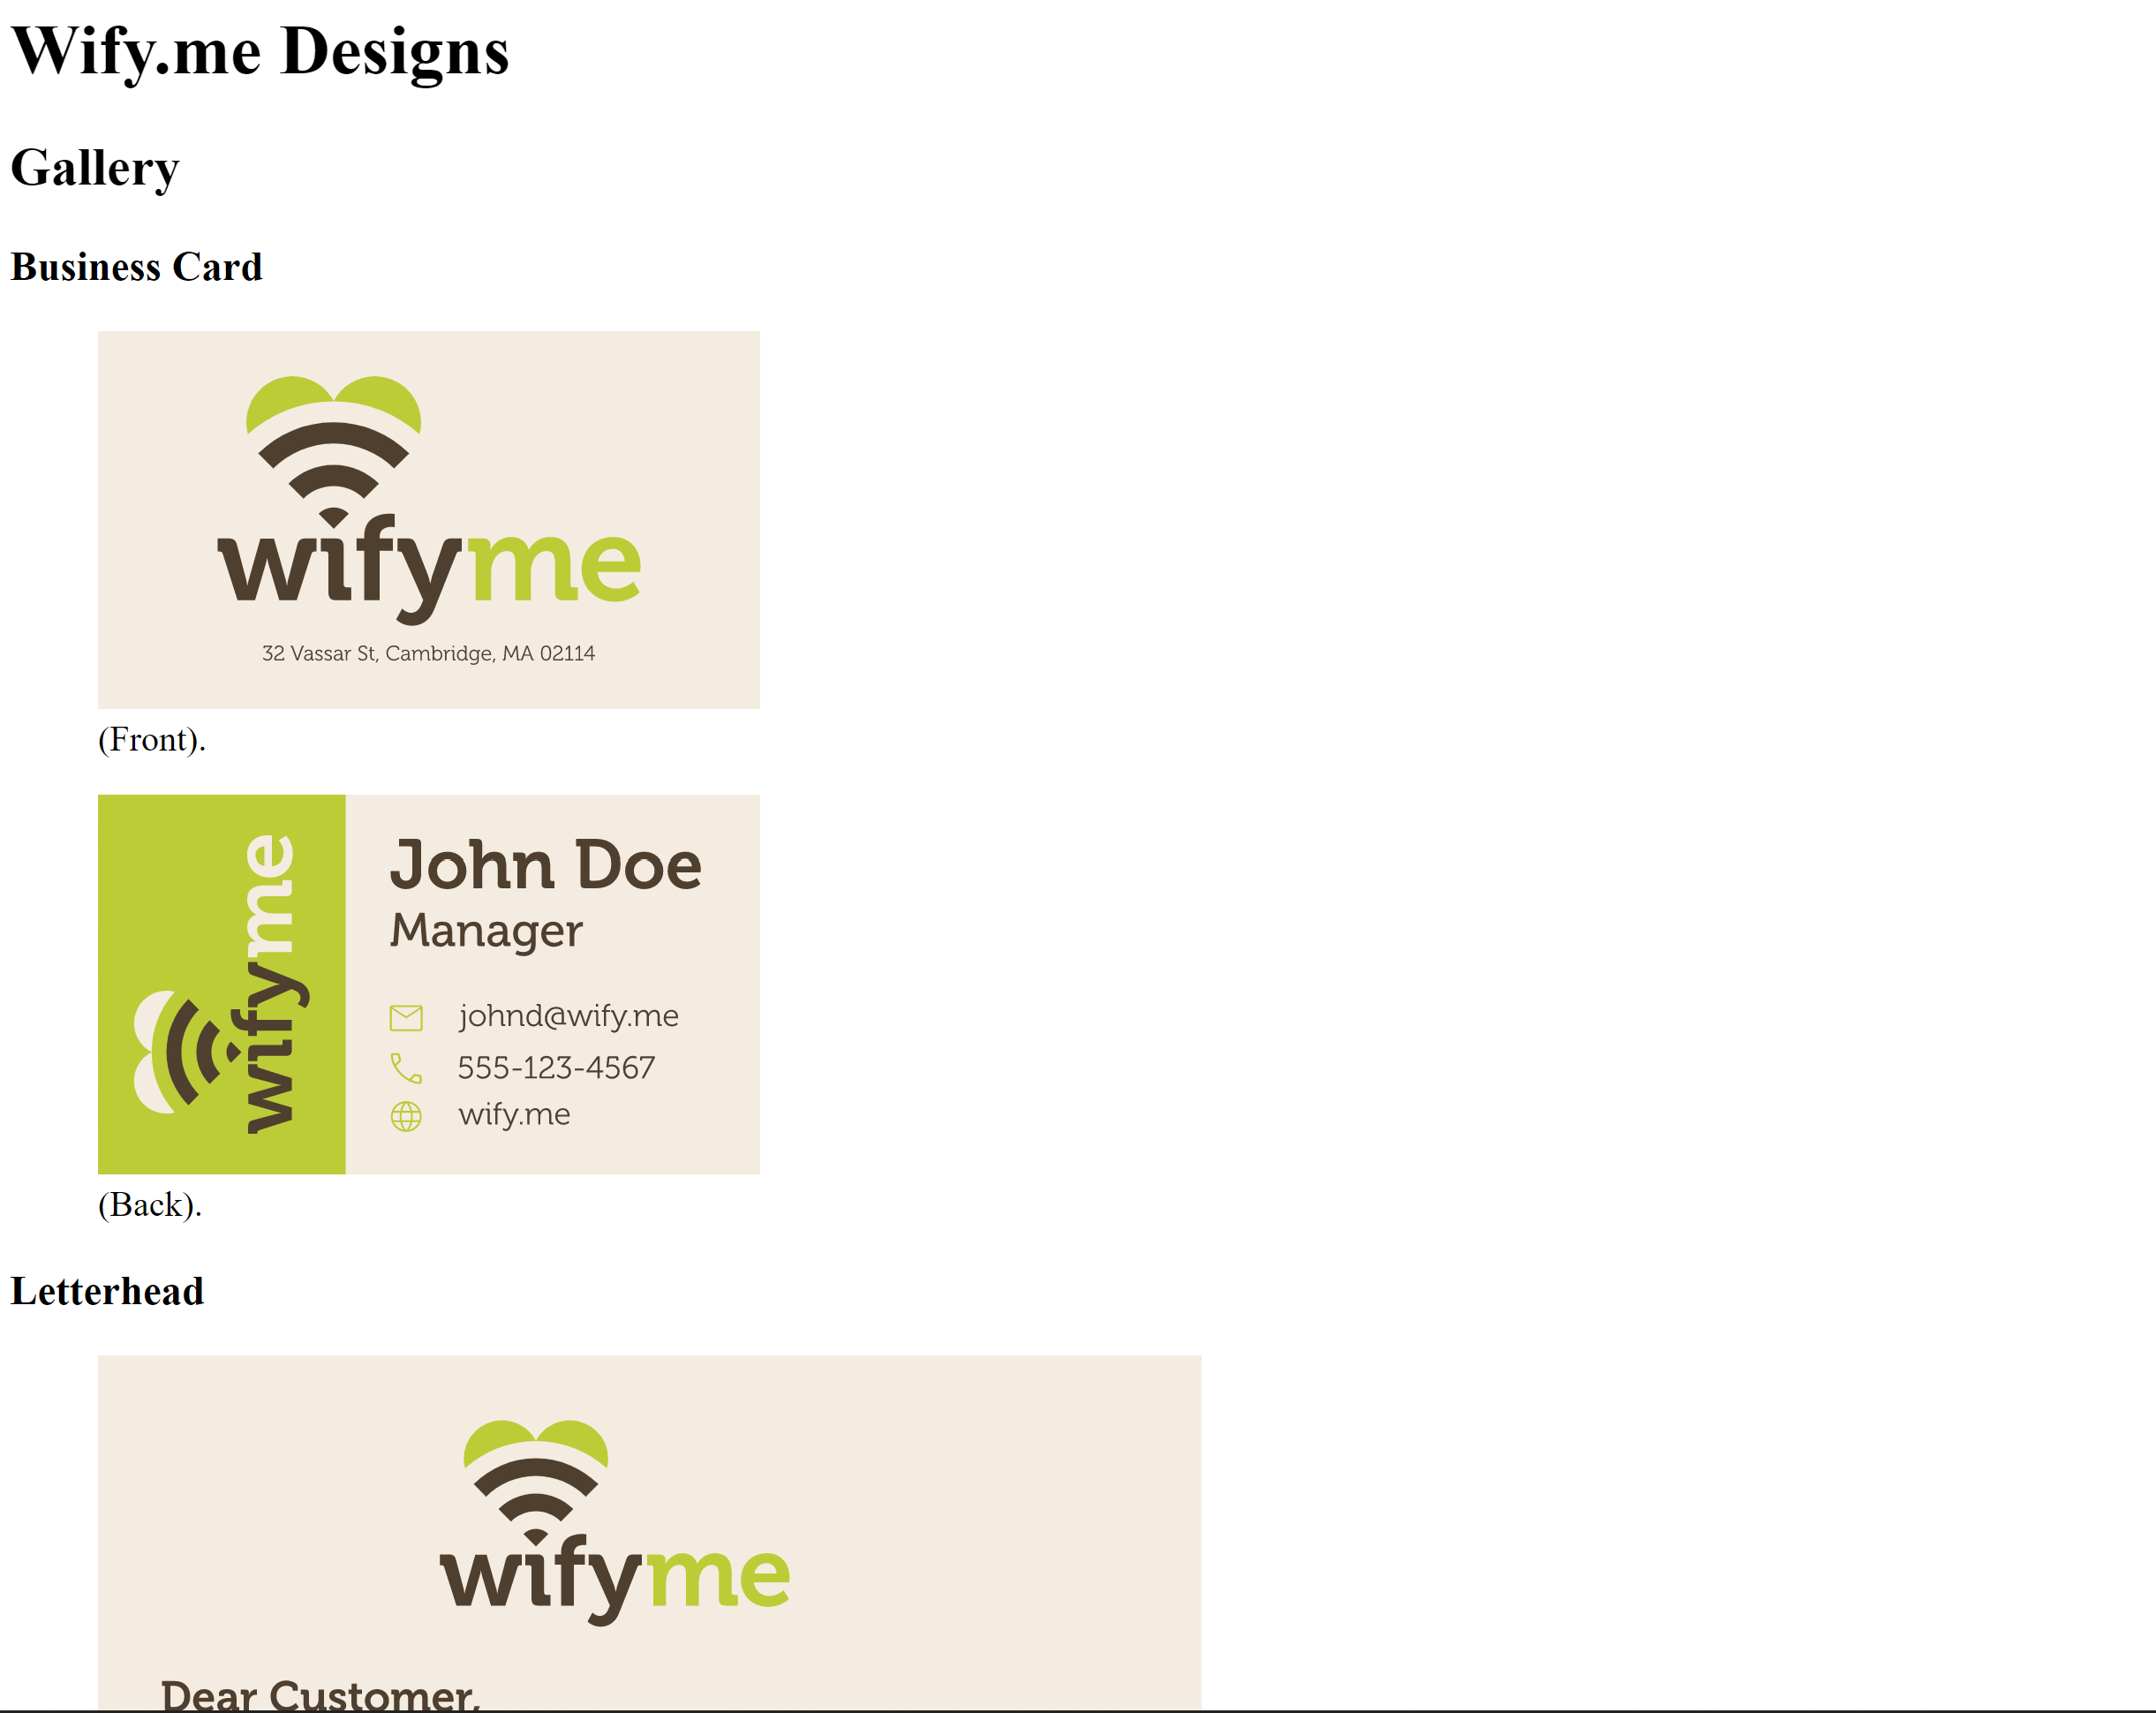 Wify.me Designs
Gallery
Business Card
wifyme
32 Vassar St, Cambridge, MA 02114
(Front).
wifyme
John Doe
Manager
johnd@wify.me
555-123-4567
wify.me
(Back).
Letterhead
wifyme
Dear Customer,